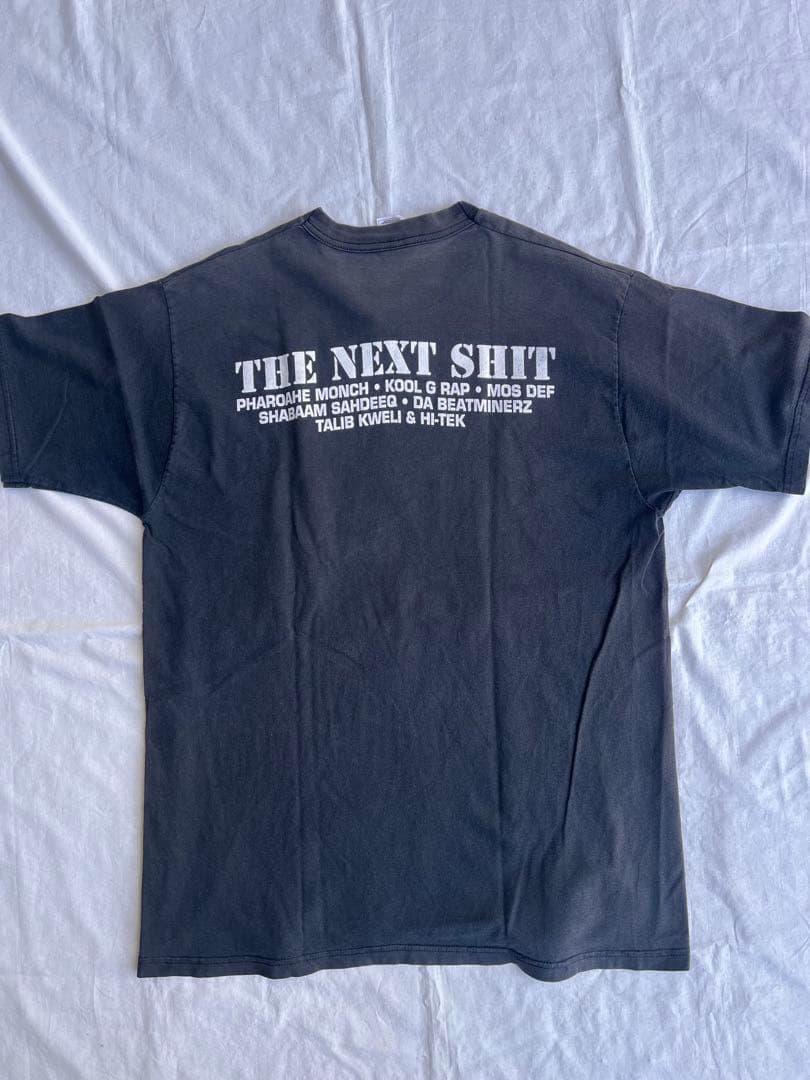 THE NEXT SHIT
PHAROAHE MONCH • KOOL G RAP • MOS DEF
SHABAAM SAHDEEQ • DA BEATMINERZ
TALIB KWELI & HI-TEK